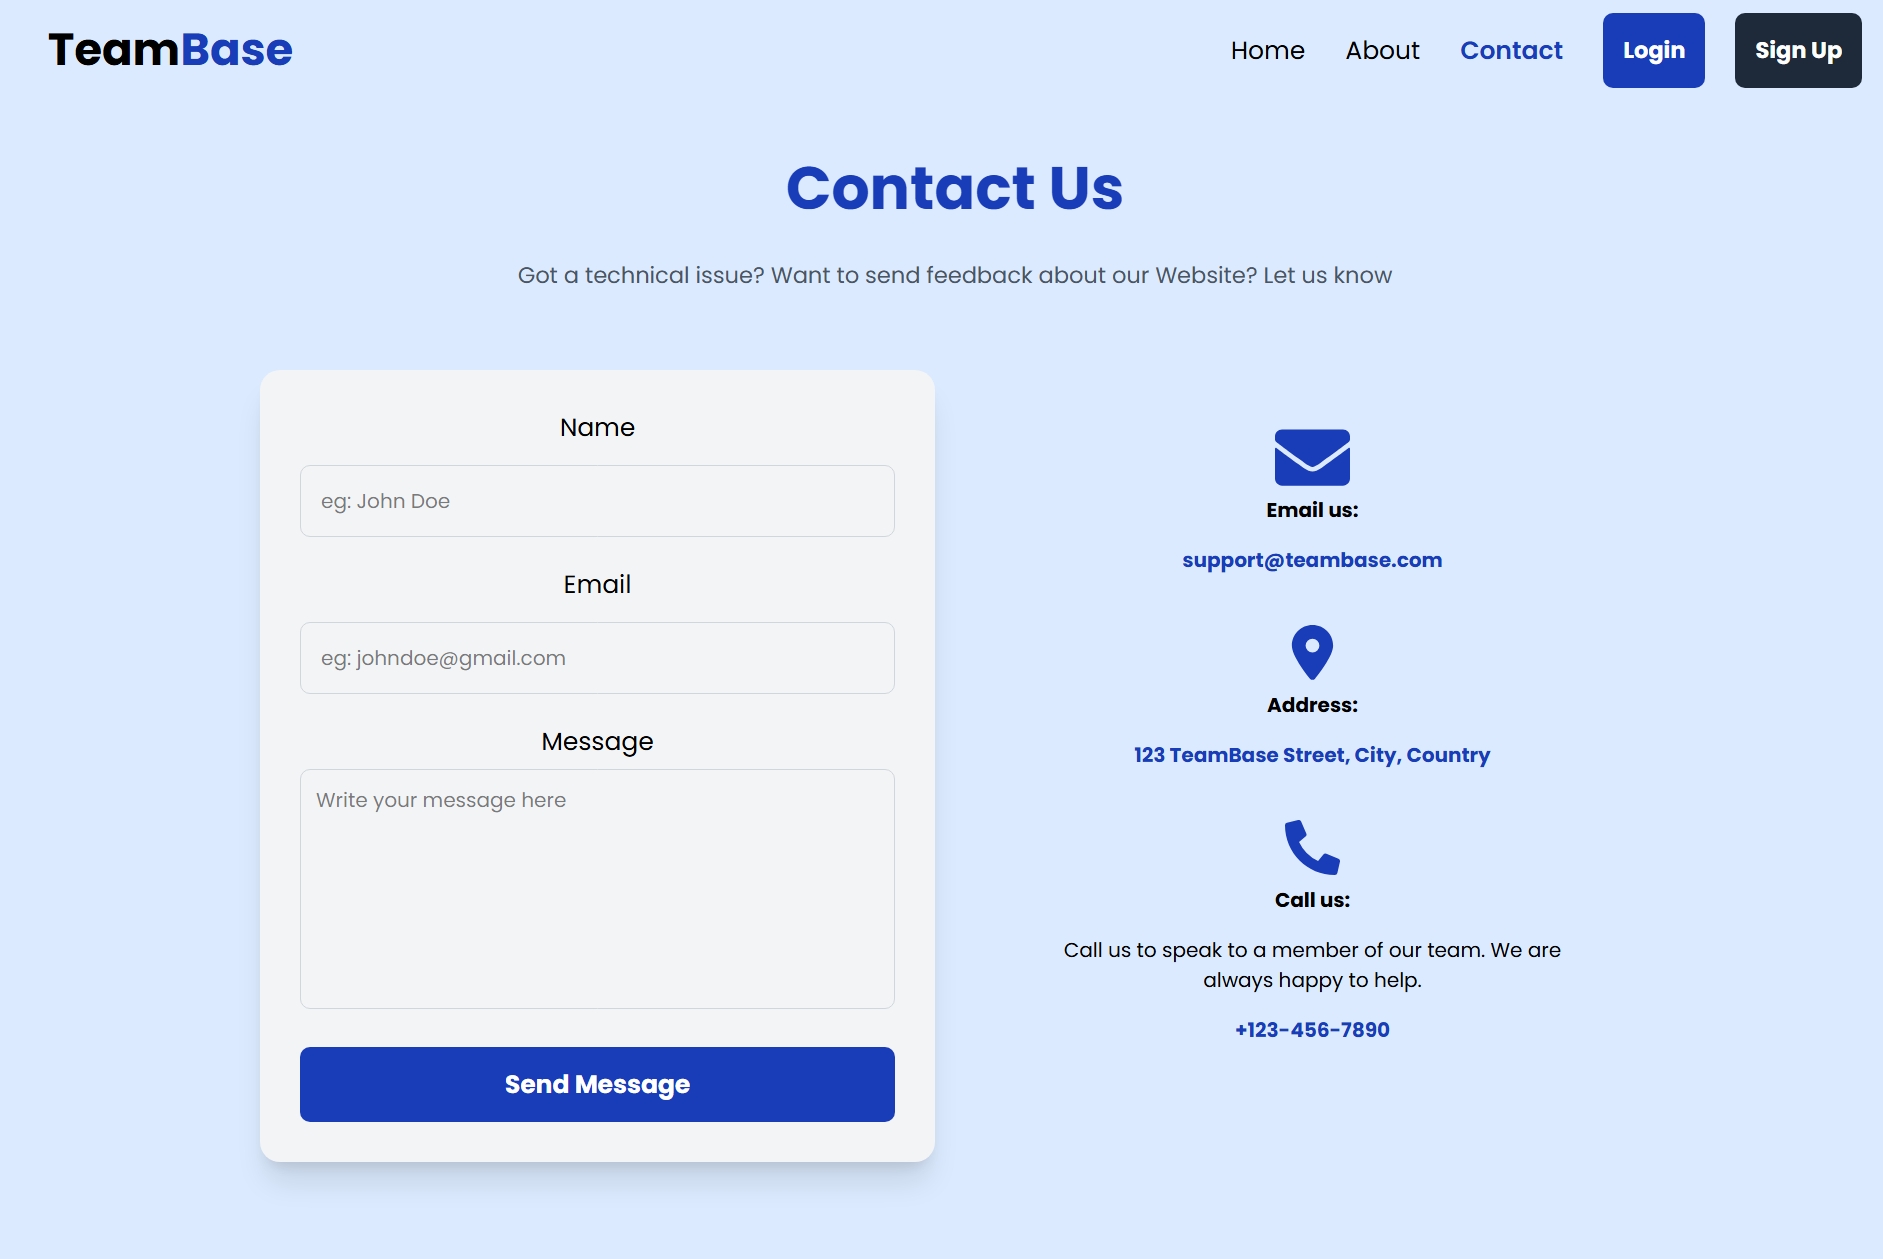 TeamBase
Home
About
Contact
Login
Sign Up
Contact Us
Got a technical issue? Want to send feedback about our Website? Let us know
Name
eg: John Doe
Email
eg: johndoe@gmail.com
Message
Write your message here
Send Message
Email us:
support@teambase.com
Address:
123 TeamBase Street, City, Country
Call us:
Call us to speak to a member of our team. We are
always happy to help.
+123-456-7890